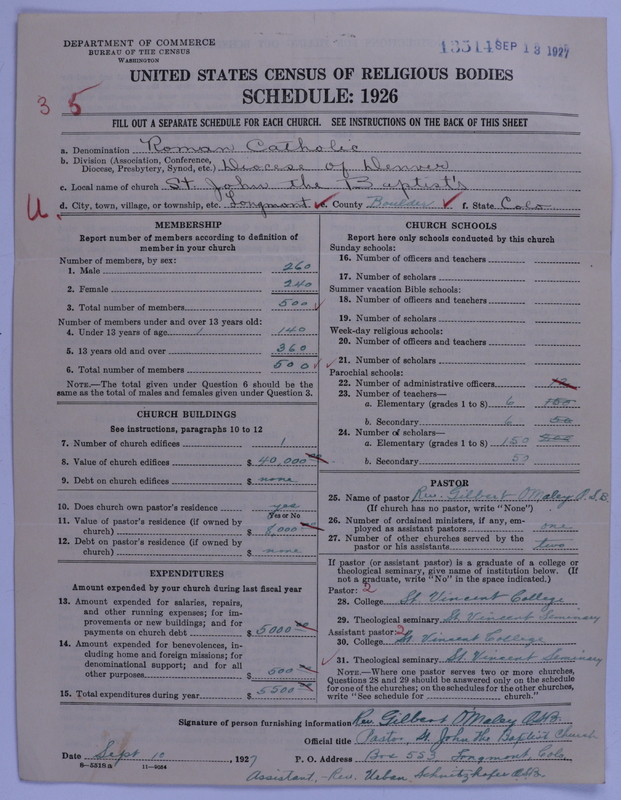 DEPARTMENT OF COMMERCE
BUREAU OF THE CENSUS
WASHINGTON
13514 SEP 13 1927
UNITED STATES CENSUS OF RELIGIOUS BODIES
SCHEDULE: 1926
3 5
FILL OUT A SEPARATE SCHEDULE FOR EACH CHURCH. SEE INSTRUCTIONS ON THE BACK OF THIS SHEET
a. Denomination Roman Catholic
b. Division (Association, Conference,
Diocese, Presbytery, Synod, etc.) Diocese of Denver
c. Local name of church St. John the Baptist's
U. d. City, town, village, or township, etc. Longmont e. County Boulder f. State Colo
MEMBERSHIP
Report number of members according to definition of
member in your church
Number of members, by sex:
1. Male 260
2. Female 240
3. Total number of members 500
Number of members under and over 13 years old:
4. Under 13 years of age 140
5. 13 years old and over 360
6. Total number of members 500
NOTE.—The total given under Question 6 should be the
same as the total of males and females given under Question 3.
CHURCH BUILDINGS
See instructions, paragraphs 10 to 12
7. Number of church edifices 1
8. Value of church edifices $ 40,000
9. Debt on church edifices $ none
10. Does church own pastor's residence yes
Yes or No
11. Value of pastor's residence (if owned by
church) $ 8,000
12. Debt on pastor's residence (if owned by
church) $ none
EXPENDITURES
Amount expended by your church during last fiscal year
13. Amount expended for salaries, repairs,
and other running expenses; for im-
provements or new buildings; and for
payments on church debt $ 5000
14. Amount expended for benevolences, in-
cluding home and foreign missions; for
denominational support; and for all
other purposes $ 500
15. Total expenditures during year $ 5500
CHURCH SCHOOLS
Report here only schools conducted by this church
Sunday schools:
16. Number of officers and teachers
17. Number of scholars
Summer vacation Bible schools:
18. Number of officers and teachers
19. Number of scholars
Week-day religious schools:
20. Number of officers and teachers
21. Number of scholars
Parochial schools:
22. Number of administrative officers
23. Number of teachers—
a. Elementary (grades 1 to 8) 6 150
b. Secondary 6 50
24. Number of scholars—
a. Elementary (grades 1 to 8) 150
b. Secondary 50
PASTOR
25. Name of pastor Rev. Gilbert O'Maley O.S.B.
(If church has no pastor, write "None")
26. Number of ordained ministers, if any, em-
ployed as assistant pastors one
27. Number of other churches served by the
pastor or his assistants two
If pastor (or assistant pastor) is a graduate of a college or
theological seminary, give name of institution below. (If
not a graduate, write "No" in the space indicated.)
Pastor: 2
28. College St Vincent College
29. Theological seminary St Vincent Seminary
Assistant pastor: 2
30. College St. Vincent College
31. Theological seminary St Vincent Seminary
NOTE.—Where one pastor serves two or more churches,
Questions 28 and 29 should be answered only on the schedule
for one of the churches; on the schedules for the other churches,
write "See schedule for church."
Signature of person furnishing information Rev. Gilbert O'Maley O.S.B.
Official title Pastor, St. John the Baptist Church
Date Sept 10, 1927 P. O. Address Box 553, Longmont, Colo,
8—5318a 11—9054
Assistant, - Rev. Urban Schnitzhofer O.S.B.